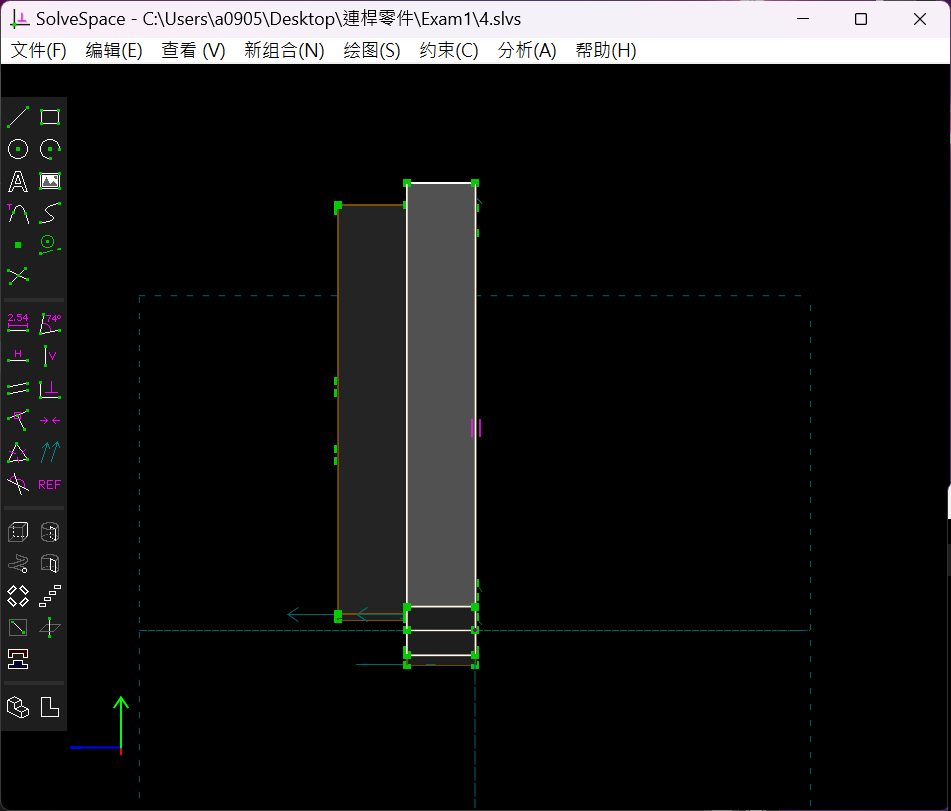 SolveSpace - C:\Users\a0905\Desktop\連桿零件\Exam1\4.slvs
文件(F) 编辑(E) 查看 (V) 新组合(N) 绘图(S) 约束(C) 分析(A) 帮助(H)
A
T
2.54 74°
H V
REF